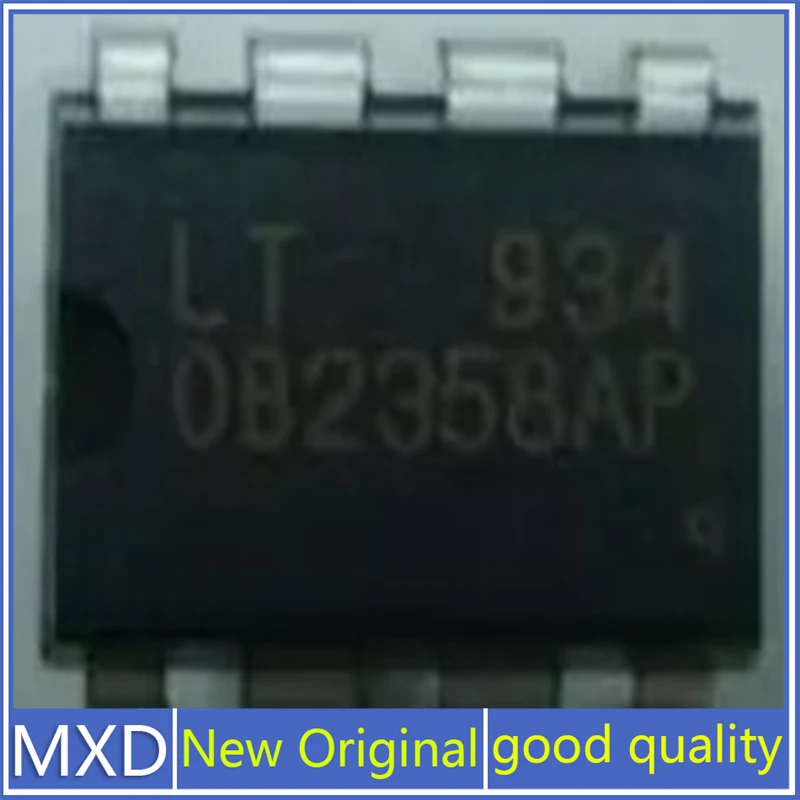 LT 934
OB2358AP
q
MXD New Original good quality